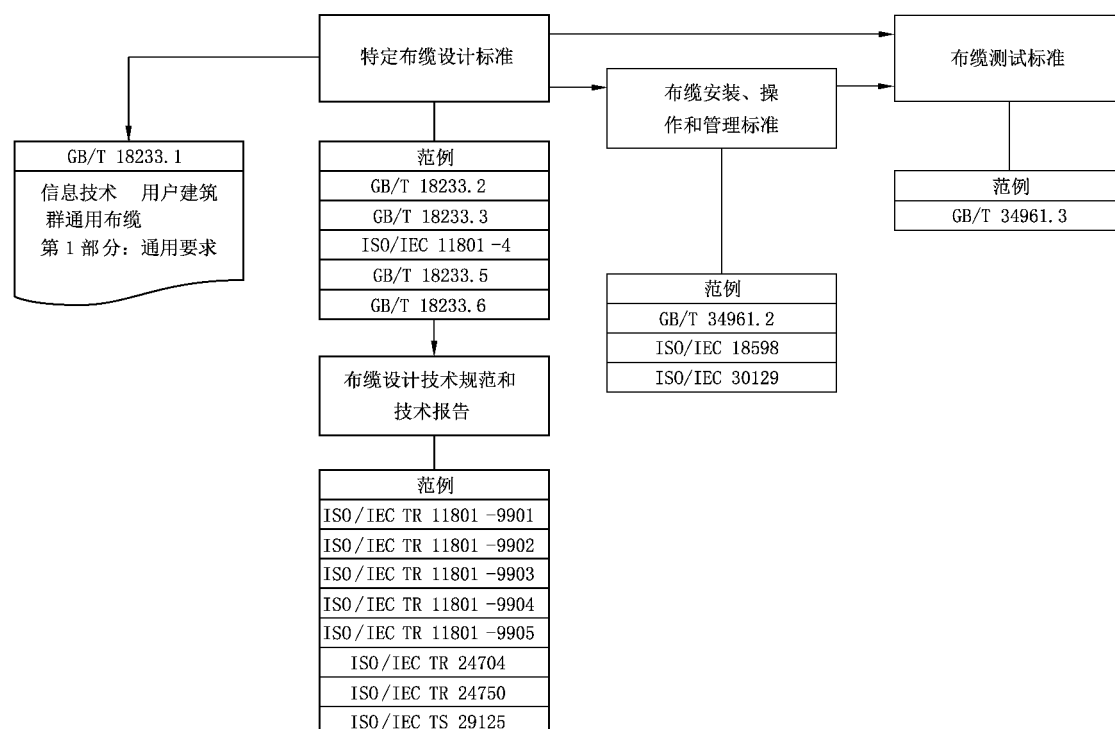 特定布缆设计标准
布缆测试标准
布缆安装、操
作和管理标准
GB/T 18233.1
信息技术 用户建筑
群通用布缆
第1部分：通用要求
范例
GB/T 18233.2
GB/T 18233.3
ISO/IEC 11801-4
GB/T 18233.5
GB/T 18233.6
范例
GB/T 34961.3
范例
GB/T 34961.2
ISO/IEC 18598
ISO/IEC 30129
布缆设计技术规范和
技术报告
范例
ISO/IEC TR 11801-9901
ISO/IEC TR 11801-9902
ISO/IEC TR 11801-9903
ISO/IEC TR 11801-9904
ISO/IEC TR 11801-9905
ISO/IEC TR 24704
ISO/IEC TR 24750
ISO/IEC TS 29125